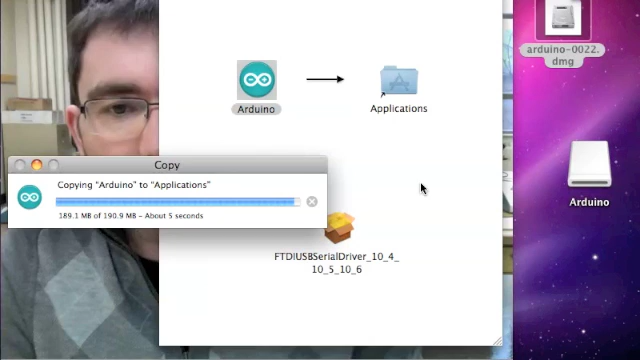 arduino-0022.
dmg
Arduino
Applications
Copy
Copying "Arduino" to "Applications"
189.1 MB of 190.9 MB - About 5 seconds
Arduino
FTDIUSBSerialDriver_10_4_
10_5_10_6